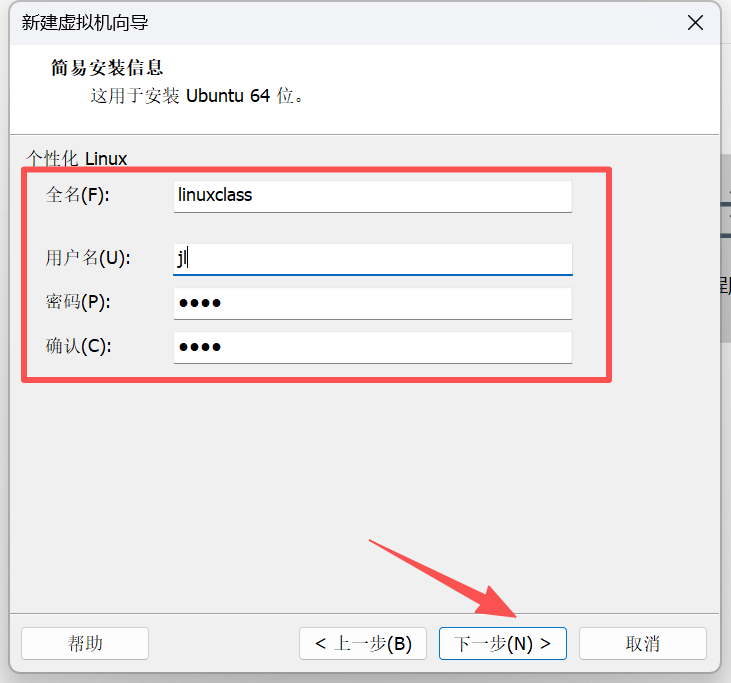 新建虚拟机向导
简易安装信息
这用于安装 Ubuntu 64 位。
个性化 Linux
全名(F): linuxclass
用户名(U): jl
密码(P): ●●●●
确认(C): ●●●●
帮助 < 上一步(B) 下一步(N) > 取消